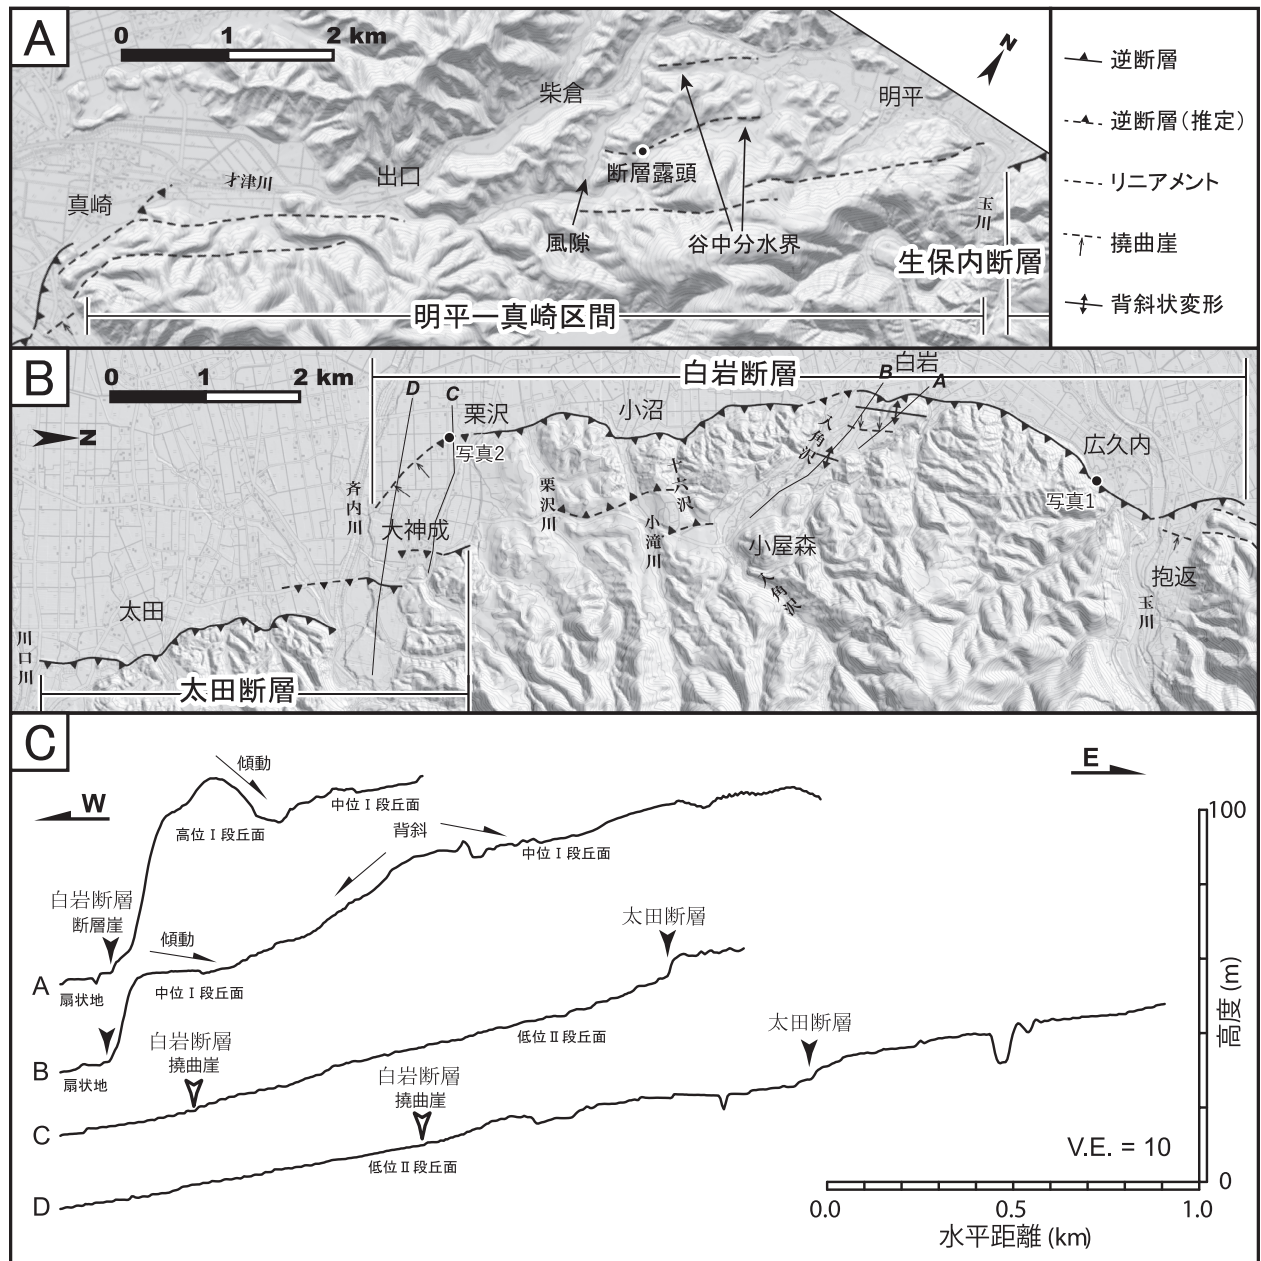 A
0 1 2 km
N
柴倉
明平
断層露頭
出口
才津川
真崎
風隙
谷中分水界
玉川
生保内断層
明平―真崎区間
逆断層
逆断層(推定)
リニアメント
撓曲崖
背斜状変形
B
0 1 2 km
N
白岩断層
D
C
B
白岩
A
栗沢
小沼
写真2
入角沢
広久内
写真1
十六沢
栗沢川
斉内川
大神成
小滝川
小屋森
入角沢
抱返
玉川
太田
川口川
太田断層
C
W
E
傾動
中位Ⅰ段丘面
高位Ⅰ段丘面
背斜
中位Ⅰ段丘面
白岩断層
断層崖
傾動
太田断層
A
扇状地
中位Ⅰ段丘面
白岩断層
撓曲崖
低位Ⅱ段丘面
太田断層
B
扇状地
白岩断層
撓曲崖
C
低位Ⅱ段丘面
D
100
高度 (m)
0
V.E. = 10
0.0 0.5 1.0
水平距離 (km)